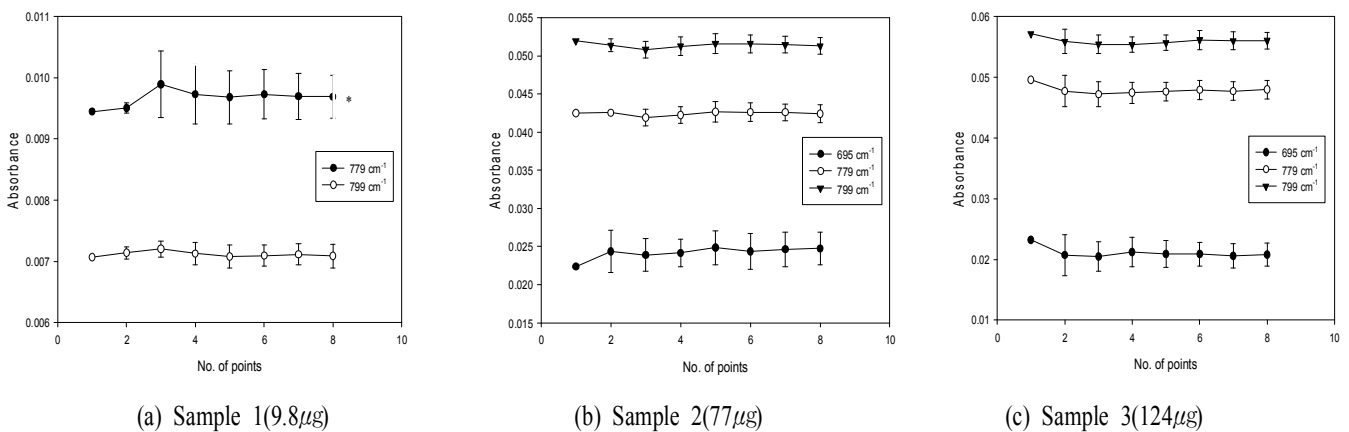 0.011
0.010
0.009
0.008
0.007
0.006
Absorbance
0 2 4 6 8 10
No. of points
779 cm-1
799 cm-1
*
(a) Sample 1(9.8μg)
0.055
0.050
0.045
0.040
0.035
0.030
0.025
0.020
0.015
Absorbance
0 2 4 6 8 10
No. of points
695 cm-1
779 cm-1
799 cm-1
(b) Sample 2(77μg)
0.06
0.05
0.04
0.03
0.02
0.01
Absorbance
0 2 4 6 8 10
No. of points
695 cm-1
779 cm-1
799 cm-1
(c) Sample 3(124μg)